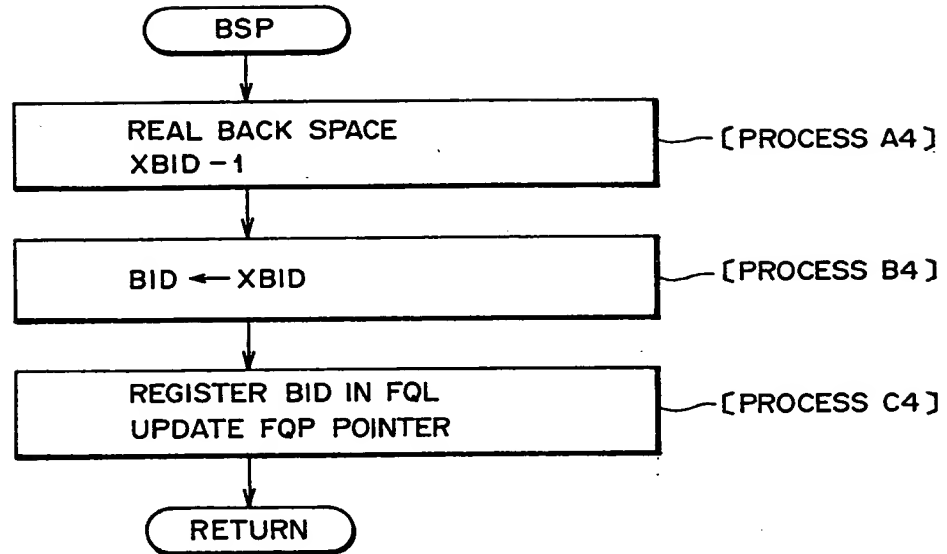 BSP
REAL BACK SPACE
XBID-1
[PROCESS A4]
BID ← XBID
[PROCESS B4]
REGISTER BID IN FQL
UPDATE FQP POINTER
[PROCESS C4]
RETURN